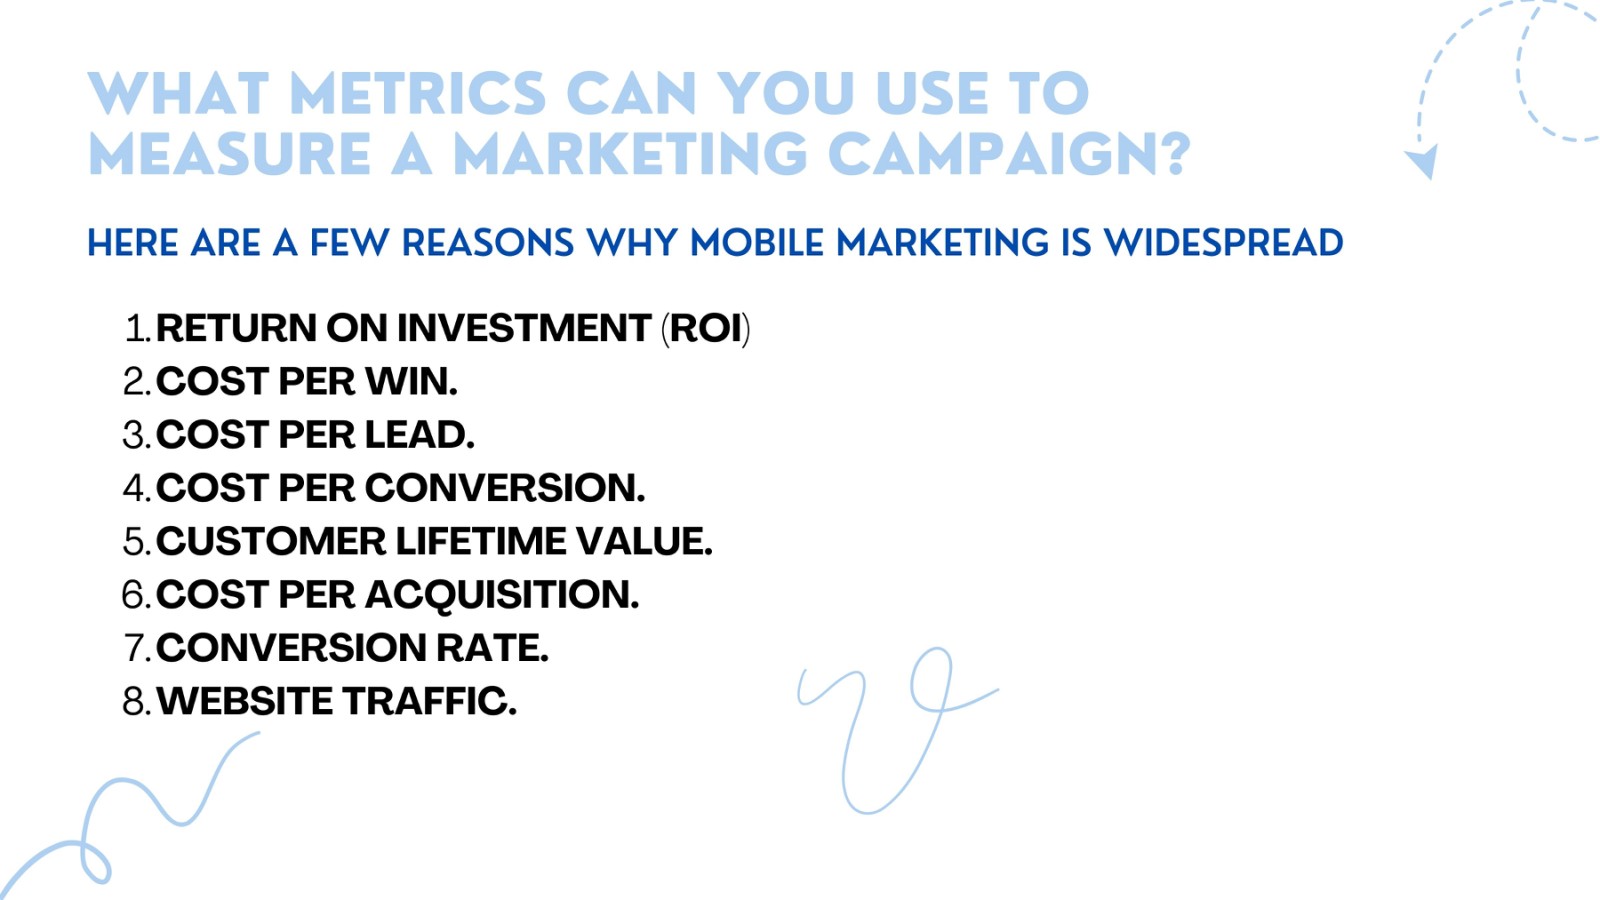 WHAT METRICS CAN YOU USE TO
MEASURE A MARKETING CAMPAIGN?
HERE ARE A FEW REASONS WHY MOBILE MARKETING IS WIDESPREAD
1. RETURN ON INVESTMENT (ROI)
2. COST PER WIN.
3. COST PER LEAD.
4. COST PER CONVERSION.
5. CUSTOMER LIFETIME VALUE.
6. COST PER ACQUISITION.
7. CONVERSION RATE.
8. WEBSITE TRAFFIC.